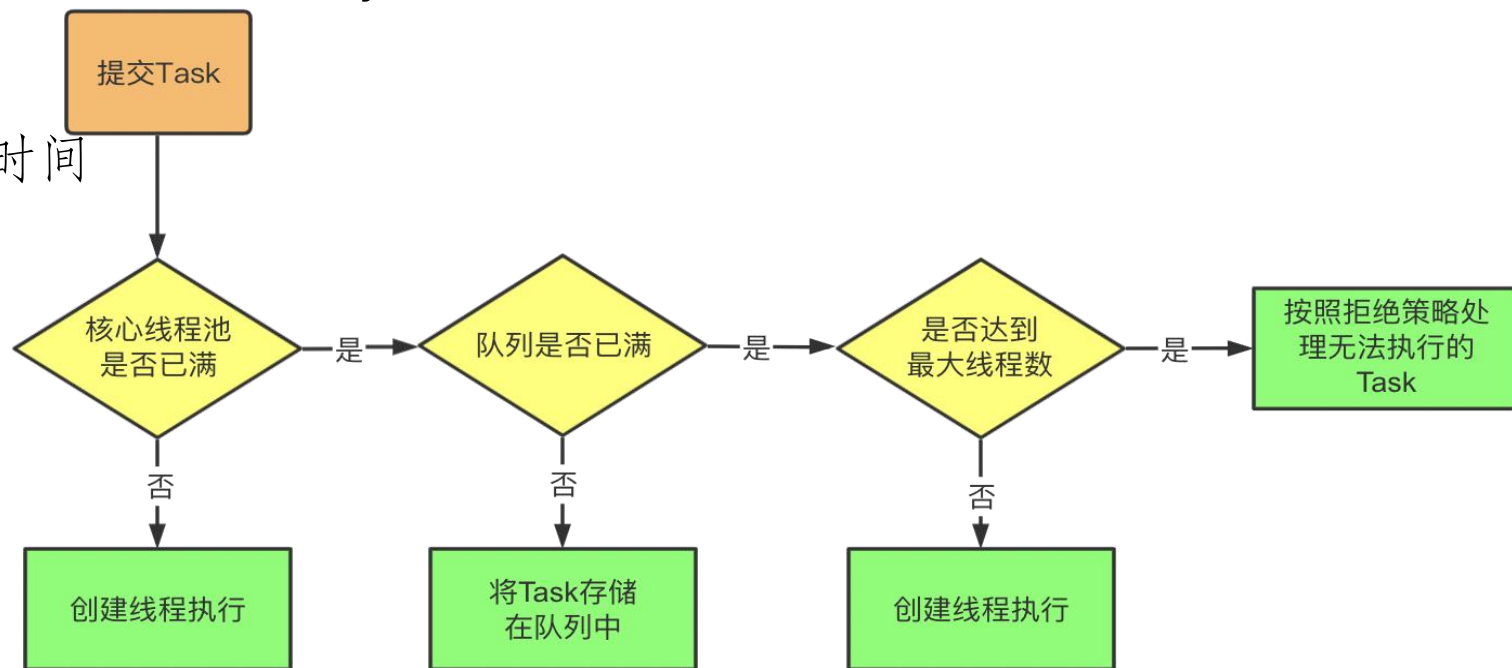 提交Task
时间
核心线程池
是否已满
是
队列是否已满
是
是否达到
最大线程数
是
按照拒绝策略处
理无法执行的
Task
否
否
否
创建线程执行
将Task存储
在队列中
创建线程执行